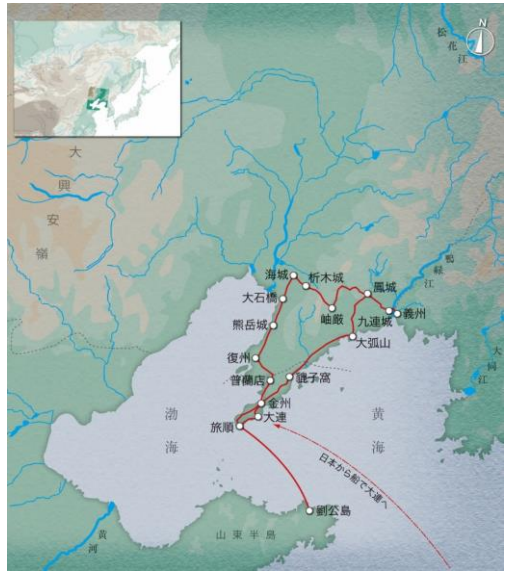 N
松花江
大興安嶺
鴨緑江
海城
析木城
鳳城
大石橋
岫厳
九連城
義州
熊岳城
大弧山
大同江
復州
普蘭店
貔子窩
金州
大連
旅順
渤海
黄海
日本から船で大連へ
劉公島
山東半島
黄河